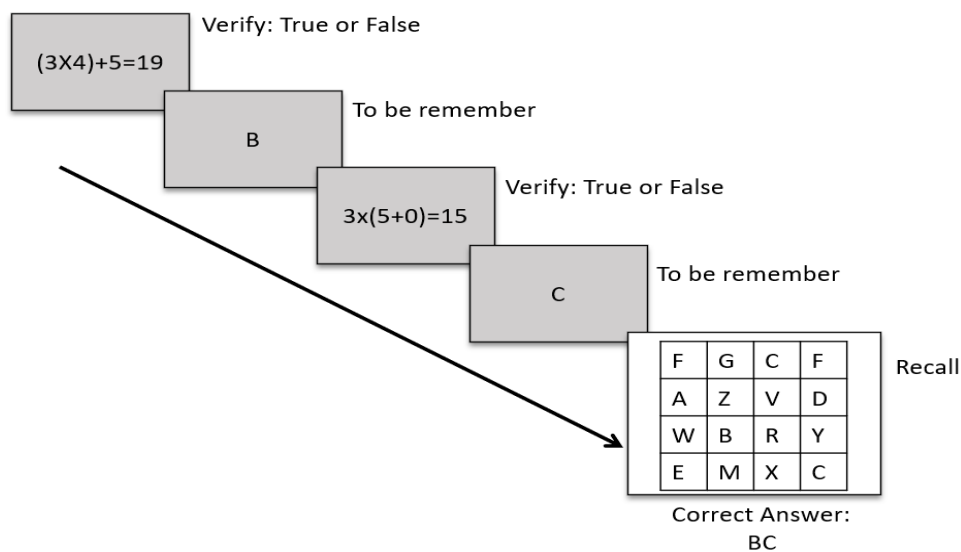 Verify: True or False
(3X4)+5=19
To be remember
B
Verify: True or False
3x(5+0)=15
To be remember
C
Recall
F G C F
A Z V D
W B R Y
E M X C
Correct Answer:
BC